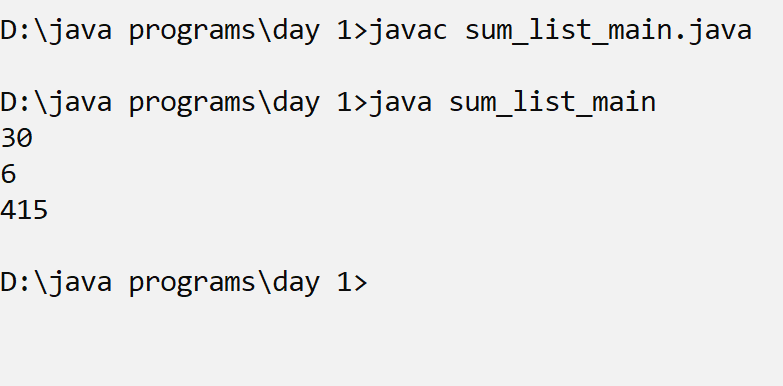 D:\java programs\day 1>javac sum_list_main.java
D:\java programs\day 1>java sum_list_main
30
6
415
D:\java programs\day 1>